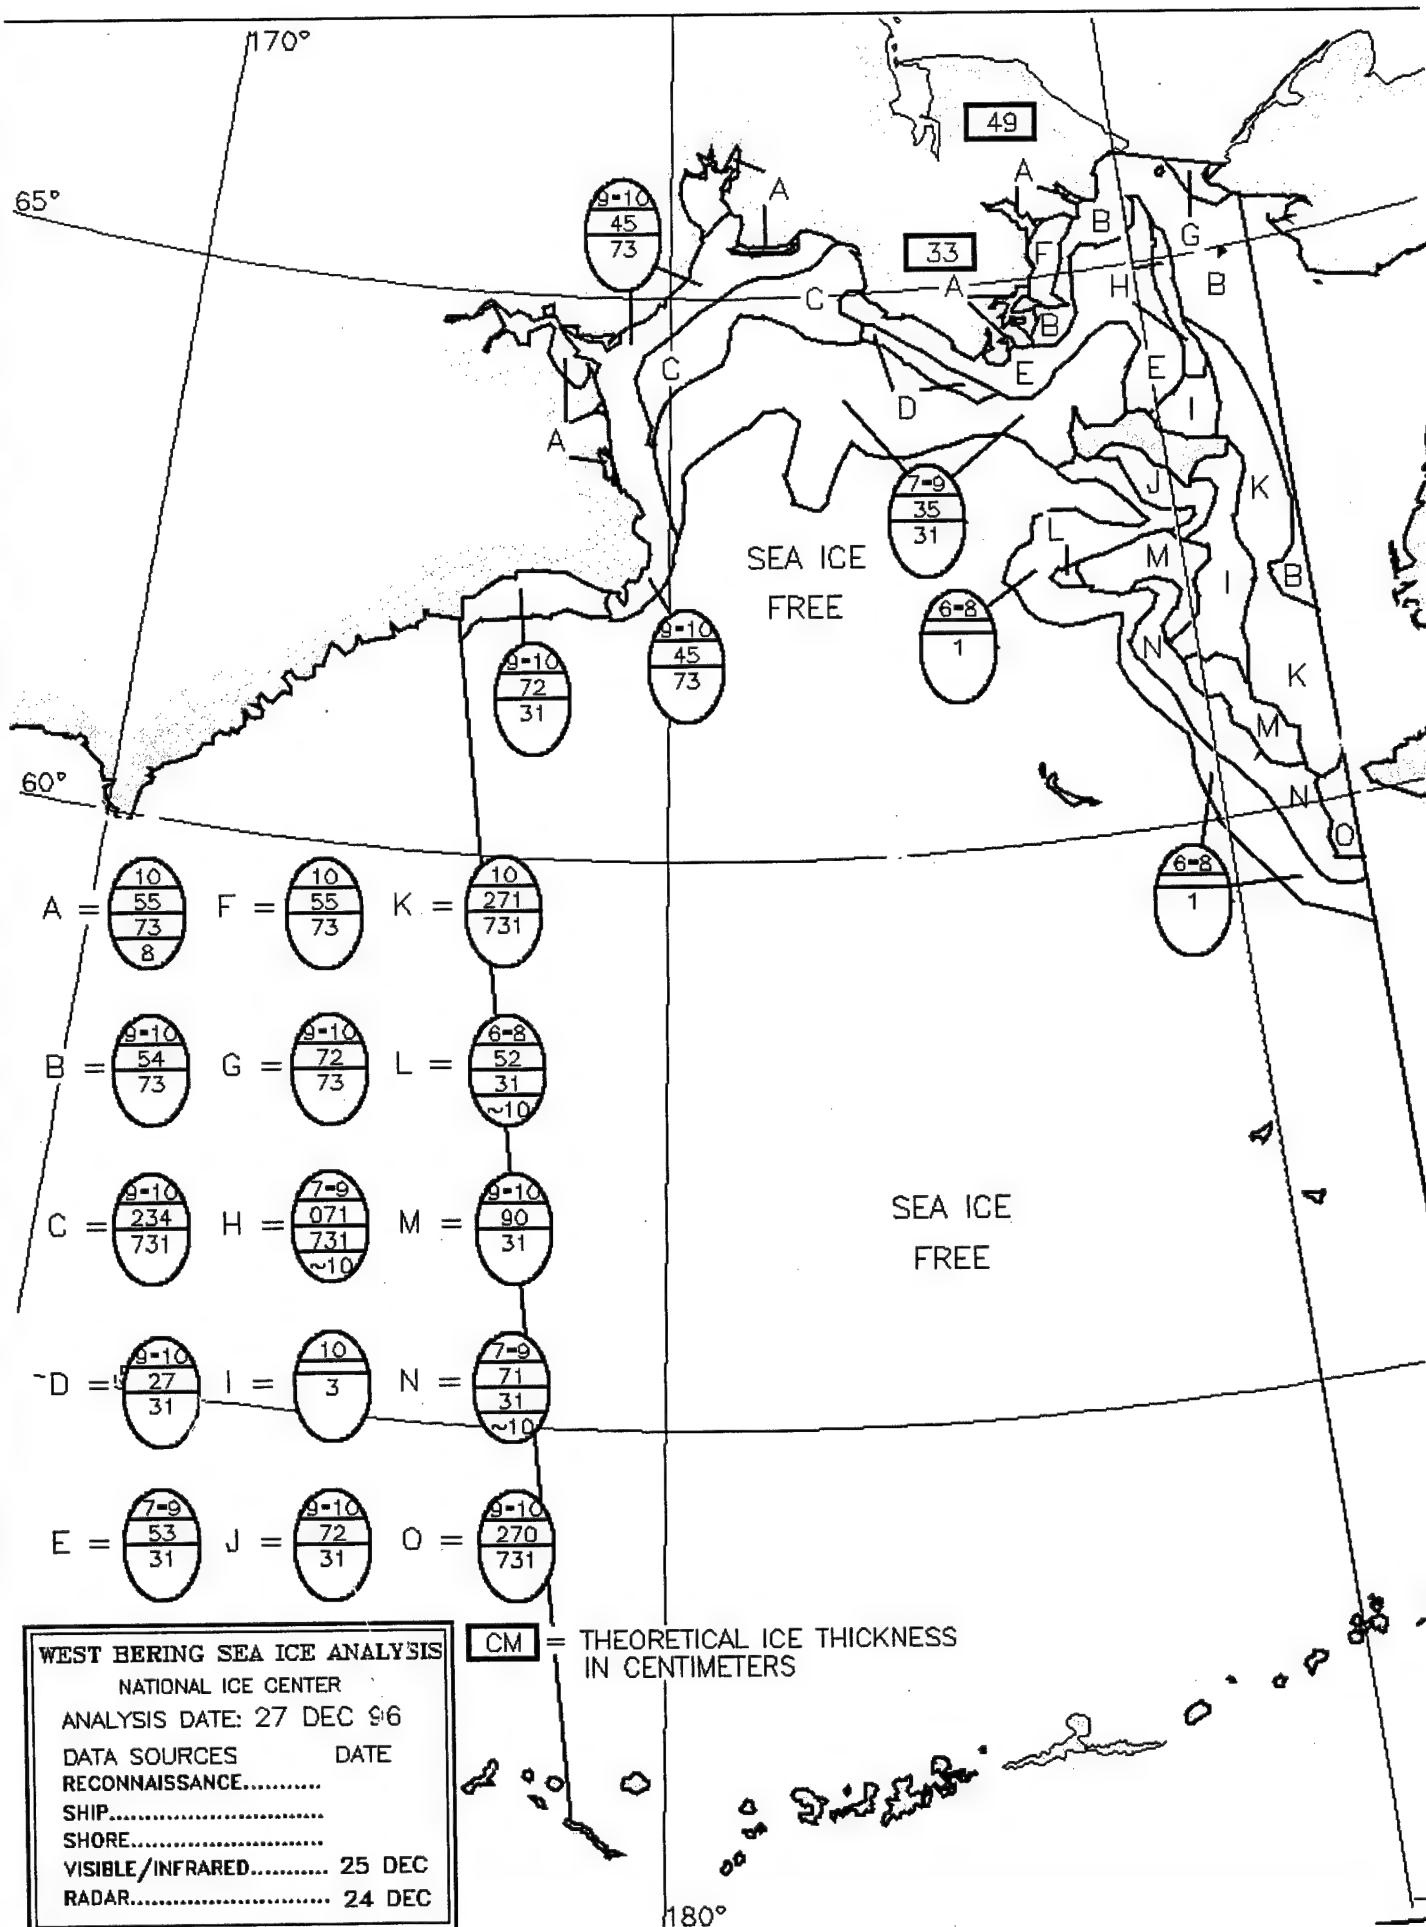 170°
49
A
A
65°
9-10
45
73
33
B
F
G
A
H
B
C
B
C
E
E
D
I
A
K
J
7-9
35
31
L
SEA ICE
FREE
M
I
B
6-8
1
9-10
45
73
9-10
72
31
N
K
M
60°
N
O
6-8
1
A =
10
55
73
8
F =
10
55
73
K =
10
271
731
B =
9-10
54
73
G =
9-10
72
73
L =
6-8
52
31
~10
C =
9-10
234
731
H =
7-9
071
731
~10
M =
9-10
90
31
SEA ICE
FREE
D =
9-10
27
31
I =
10
3
N =
7-9
71
31
~10
E =
7-9
53
31
J =
9-10
72
31
O =
9-10
270
731
CM = THEORETICAL ICE THICKNESS
IN CENTIMETERS
WEST BERING SEA ICE ANALYSIS
NATIONAL ICE CENTER
ANALYSIS DATE: 27 DEC 96
DATA SOURCES DATE
RECONNAISSANCE...........
SHIP..............................
SHORE...........................
VISIBLE/INFRARED........... 25 DEC
RADAR............................ 24 DEC
180°